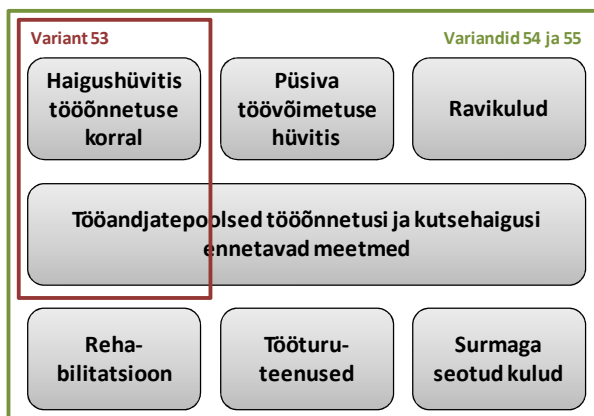 Variant 53
Variandid 54 ja 55
Haigushüvitis
tööõnnetuse
korral
Püsiva
töövõimetuse
hüvitis
Ravikulud
Tööandjatepoolsed tööõnnetusi ja kutsehaigusi
ennetavad meetmed
Reha-
bilitatsioon
Tööturu-
teenused
Surmaga
seotud kulud